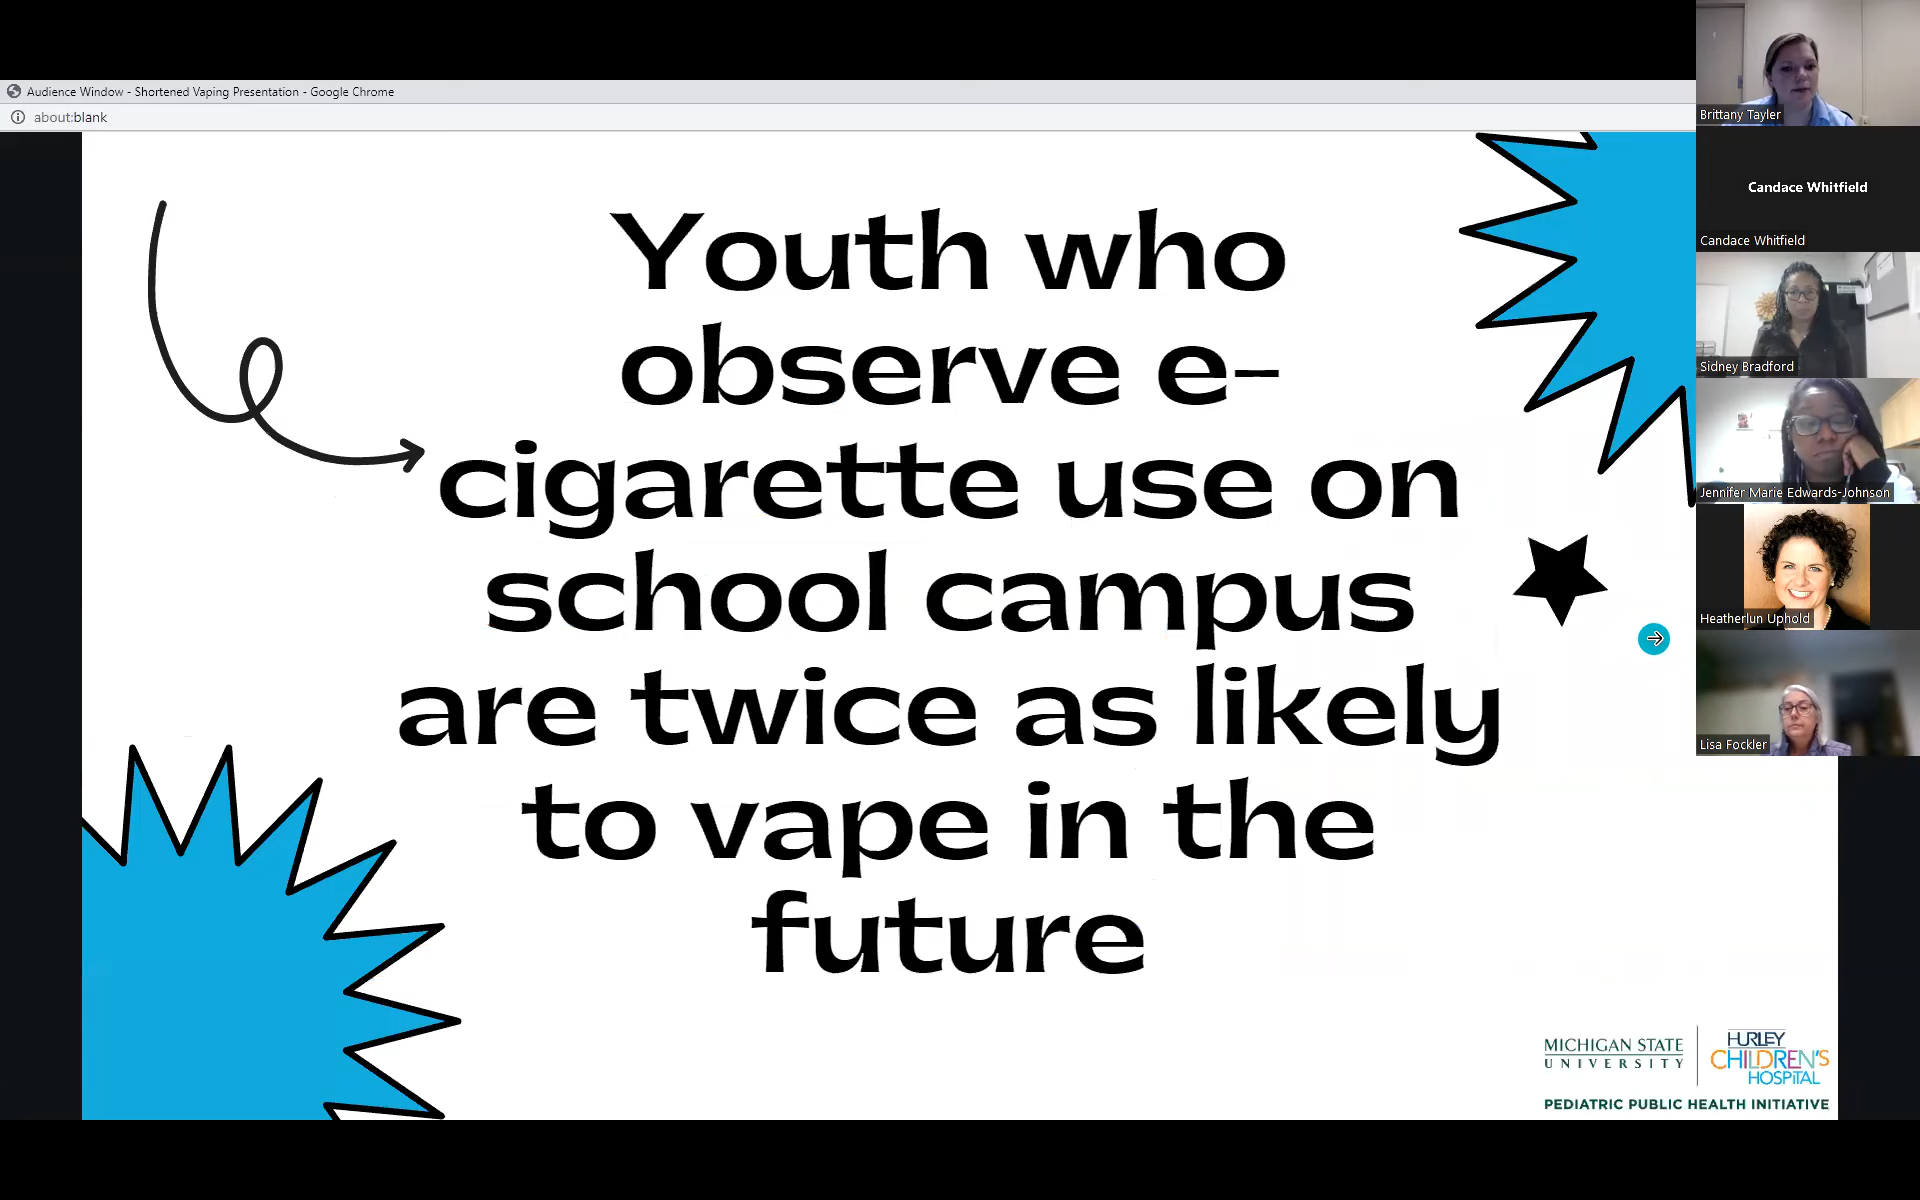 Audience Window - Shortened Vaping Presentation - Google Chrome
about:blank
Youth who
observe e-
cigarette use on
school campus
are twice as likely
to vape in the
future
MICHIGAN STATE
UNIVERSITY
HURLEY
CHILDREN'S
HOSPITAL
PEDIATRIC PUBLIC HEALTH INITIATIVE
Brittany Tayler
Candace Whitfield
Candace Whitfield
Sidney Bradford
Jennifer Marie Edwards-Johnson
Heatherlun Uphold
Lisa Fockler